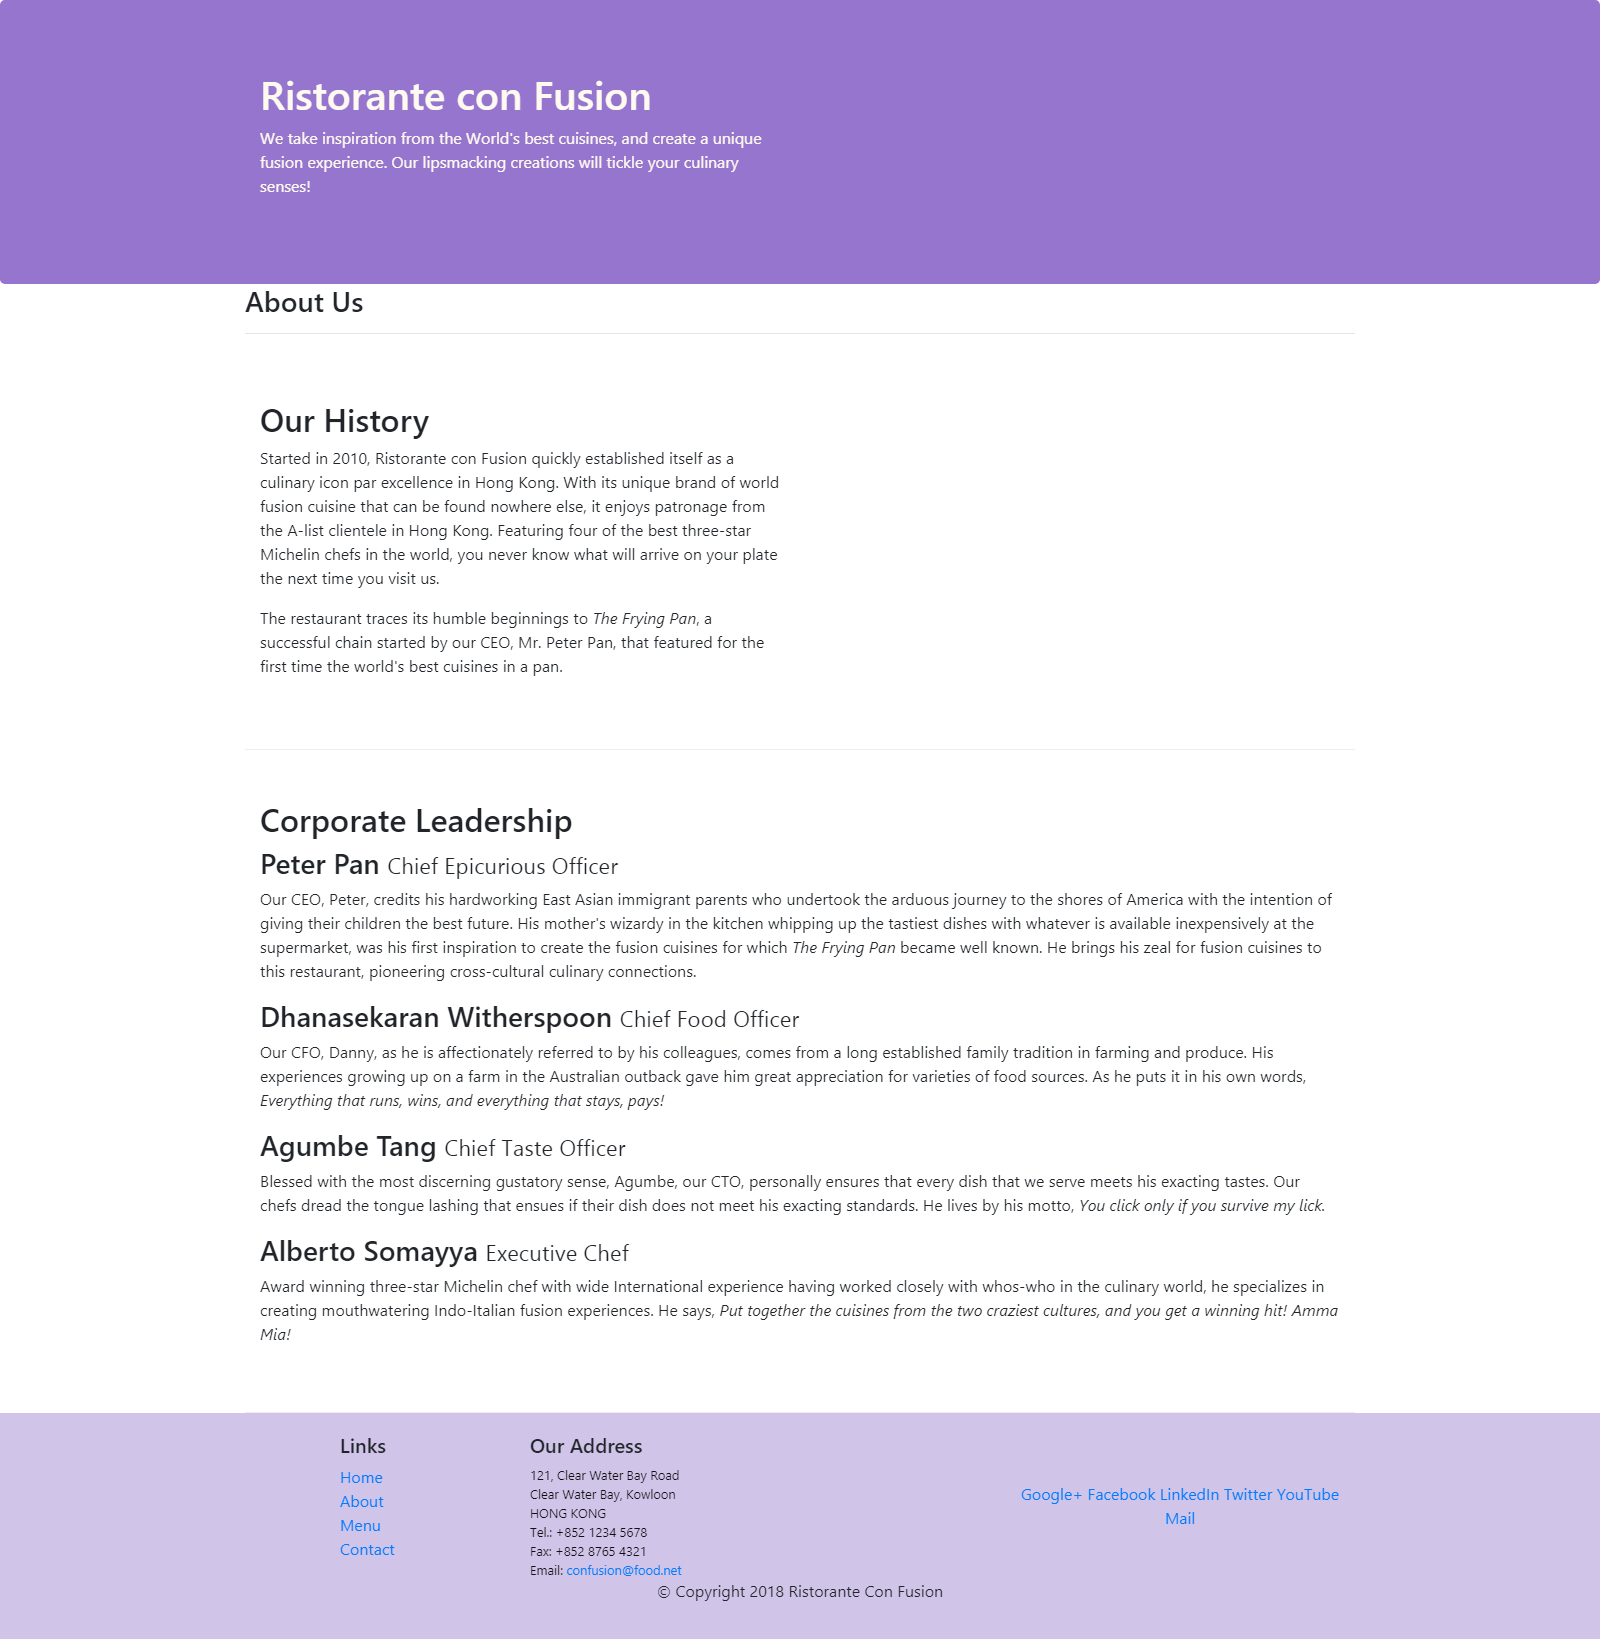 Ristorante con Fusion
We take inspiration from the World's best cuisines, and create a unique
fusion experience. Our lipsmacking creations will tickle your culinary
senses!
About Us
Our History
Started in 2010, Ristorante con Fusion quickly established itself as a
culinary icon par excellence in Hong Kong. With its unique brand of world
fusion cuisine that can be found nowhere else, it enjoys patronage from
the A-list clientele in Hong Kong. Featuring four of the best three-star
Michelin chefs in the world, you never know what will arrive on your plate
the next time you visit us.
The restaurant traces its humble beginnings to The Frying Pan, a
successful chain started by our CEO, Mr. Peter Pan, that featured for the
first time the world's best cuisines in a pan.
Corporate Leadership
Peter Pan Chief Epicurious Officer
Our CEO, Peter, credits his hardworking East Asian immigrant parents who undertook the arduous journey to the shores of America with the intention of
giving their children the best future. His mother's wizardy in the kitchen whipping up the tastiest dishes with whatever is available inexpensively at the
supermarket, was his first inspiration to create the fusion cuisines for which The Frying Pan became well known. He brings his zeal for fusion cuisines to
this restaurant, pioneering cross-cultural culinary connections.
Dhanasekaran Witherspoon Chief Food Officer
Our CFO, Danny, as he is affectionately referred to by his colleagues, comes from a long established family tradition in farming and produce. His
experiences growing up on a farm in the Australian outback gave him great appreciation for varieties of food sources. As he puts it in his own words,
Everything that runs, wins, and everything that stays, pays!
Agumbe Tang Chief Taste Officer
Blessed with the most discerning gustatory sense, Agumbe, our CTO, personally ensures that every dish that we serve meets his exacting tastes. Our
chefs dread the tongue lashing that ensues if their dish does not meet his exacting standards. He lives by his motto, You click only if you survive my lick.
Alberto Somayya Executive Chef
Award winning three-star Michelin chef with wide International experience having worked closely with whos-who in the culinary world, he specializes in
creating mouthwatering Indo-Italian fusion experiences. He says, Put together the cuisines from the two craziest cultures, and you get a winning hit! Amma
Mia!
Links
Home
About
Menu
Contact
Our Address
121, Clear Water Bay Road
Clear Water Bay, Kowloon
HONG KONG
Tel.: +852 1234 5678
Fax: +852 8765 4321
Email: confusion@food.net
Google+ Facebook LinkedIn Twitter YouTube
Mail
© Copyright 2018 Ristorante Con Fusion